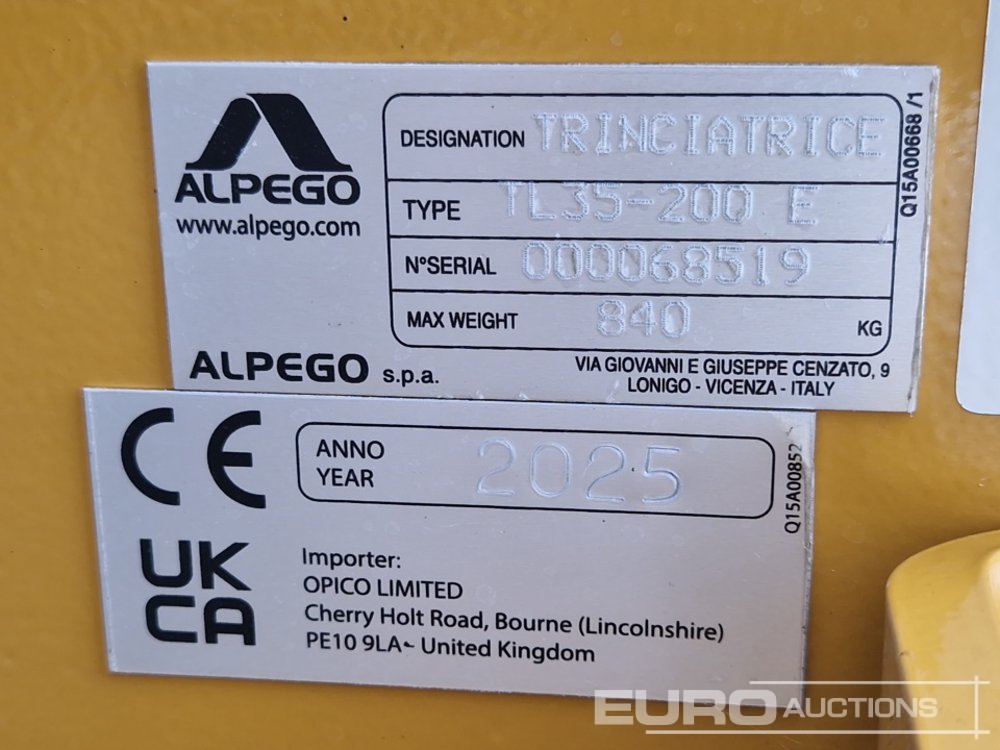 ALPEGO
www.alpego.com
DESIGNATION TRINCIATRICE
TYPE TL35-200 E
N°SERIAL 000068519
MAX WEIGHT 840 KG
Q15A00668 /1
ALPEGO s.p.a.
VIA GIOVANNI E GIUSEPPE CENZATO, 9
LONIGO - VICENZA - ITALY
CE
ANNO
YEAR 2025
Q15A00852
UK
CA
Importer:
OPICO LIMITED
Cherry Holt Road, Bourne (Lincolnshire)
PE10 9LA - United Kingdom
EURO AUCTIONS